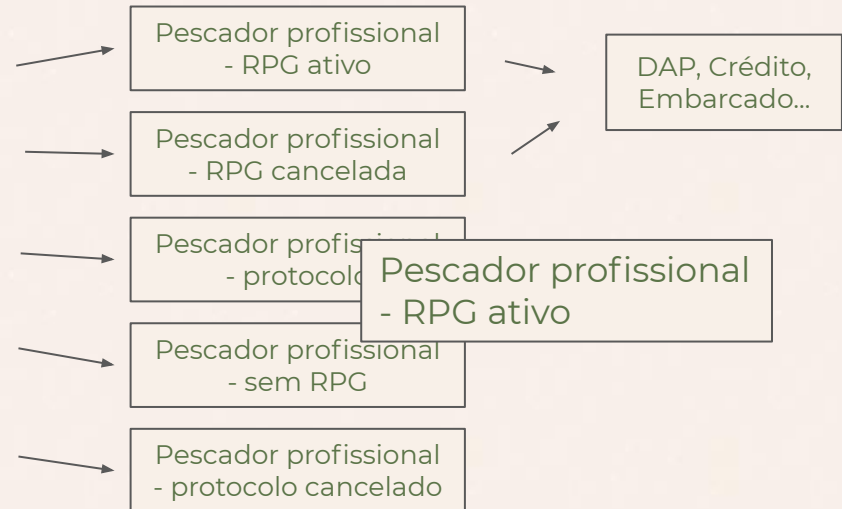 Pescador profissional
- RPG ativo
DAP, Crédito,
Embarcado...
Pescador profissional
- RPG cancelada
Pescador
- protocolo
Pescador profissional
- RPG ativo
Pescador profissional
- sem RPG
Pescador profissional
- protocolo cancelado